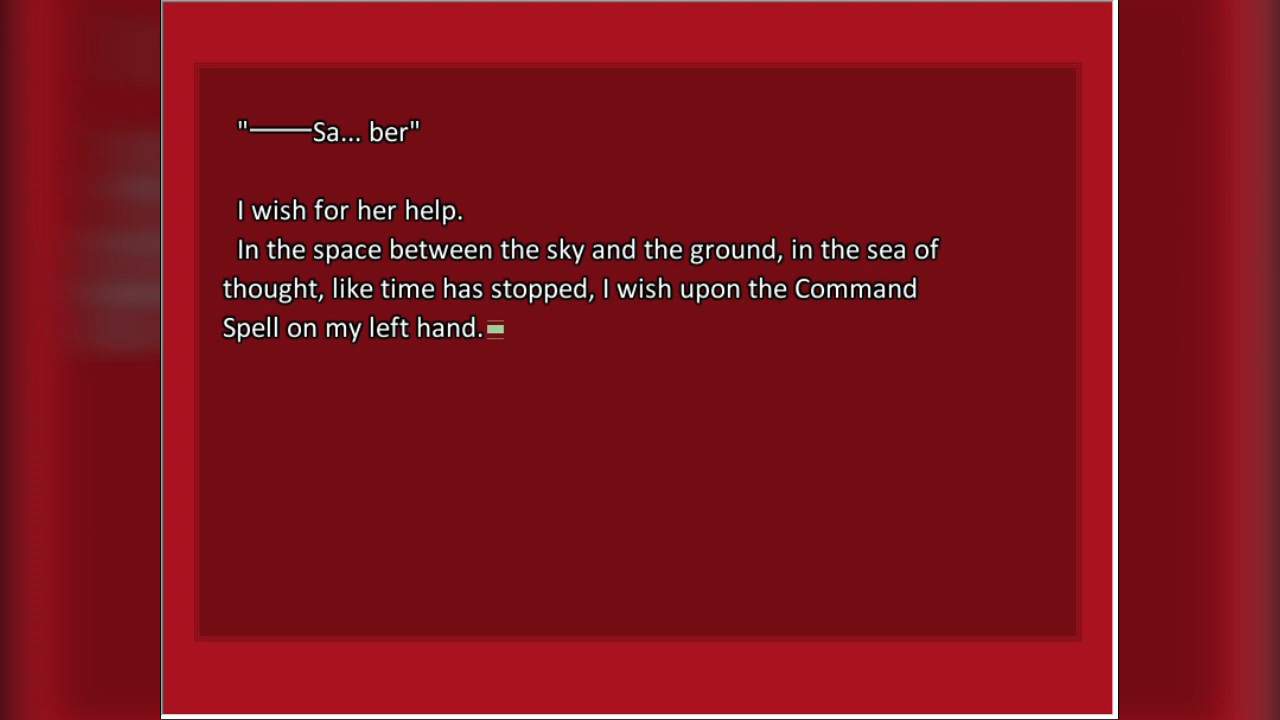 "——Sa... ber"
I wish for her help.
In the space between the sky and the ground, in the sea of
thought, like time has stopped, I wish upon the Command
Spell on my left hand.